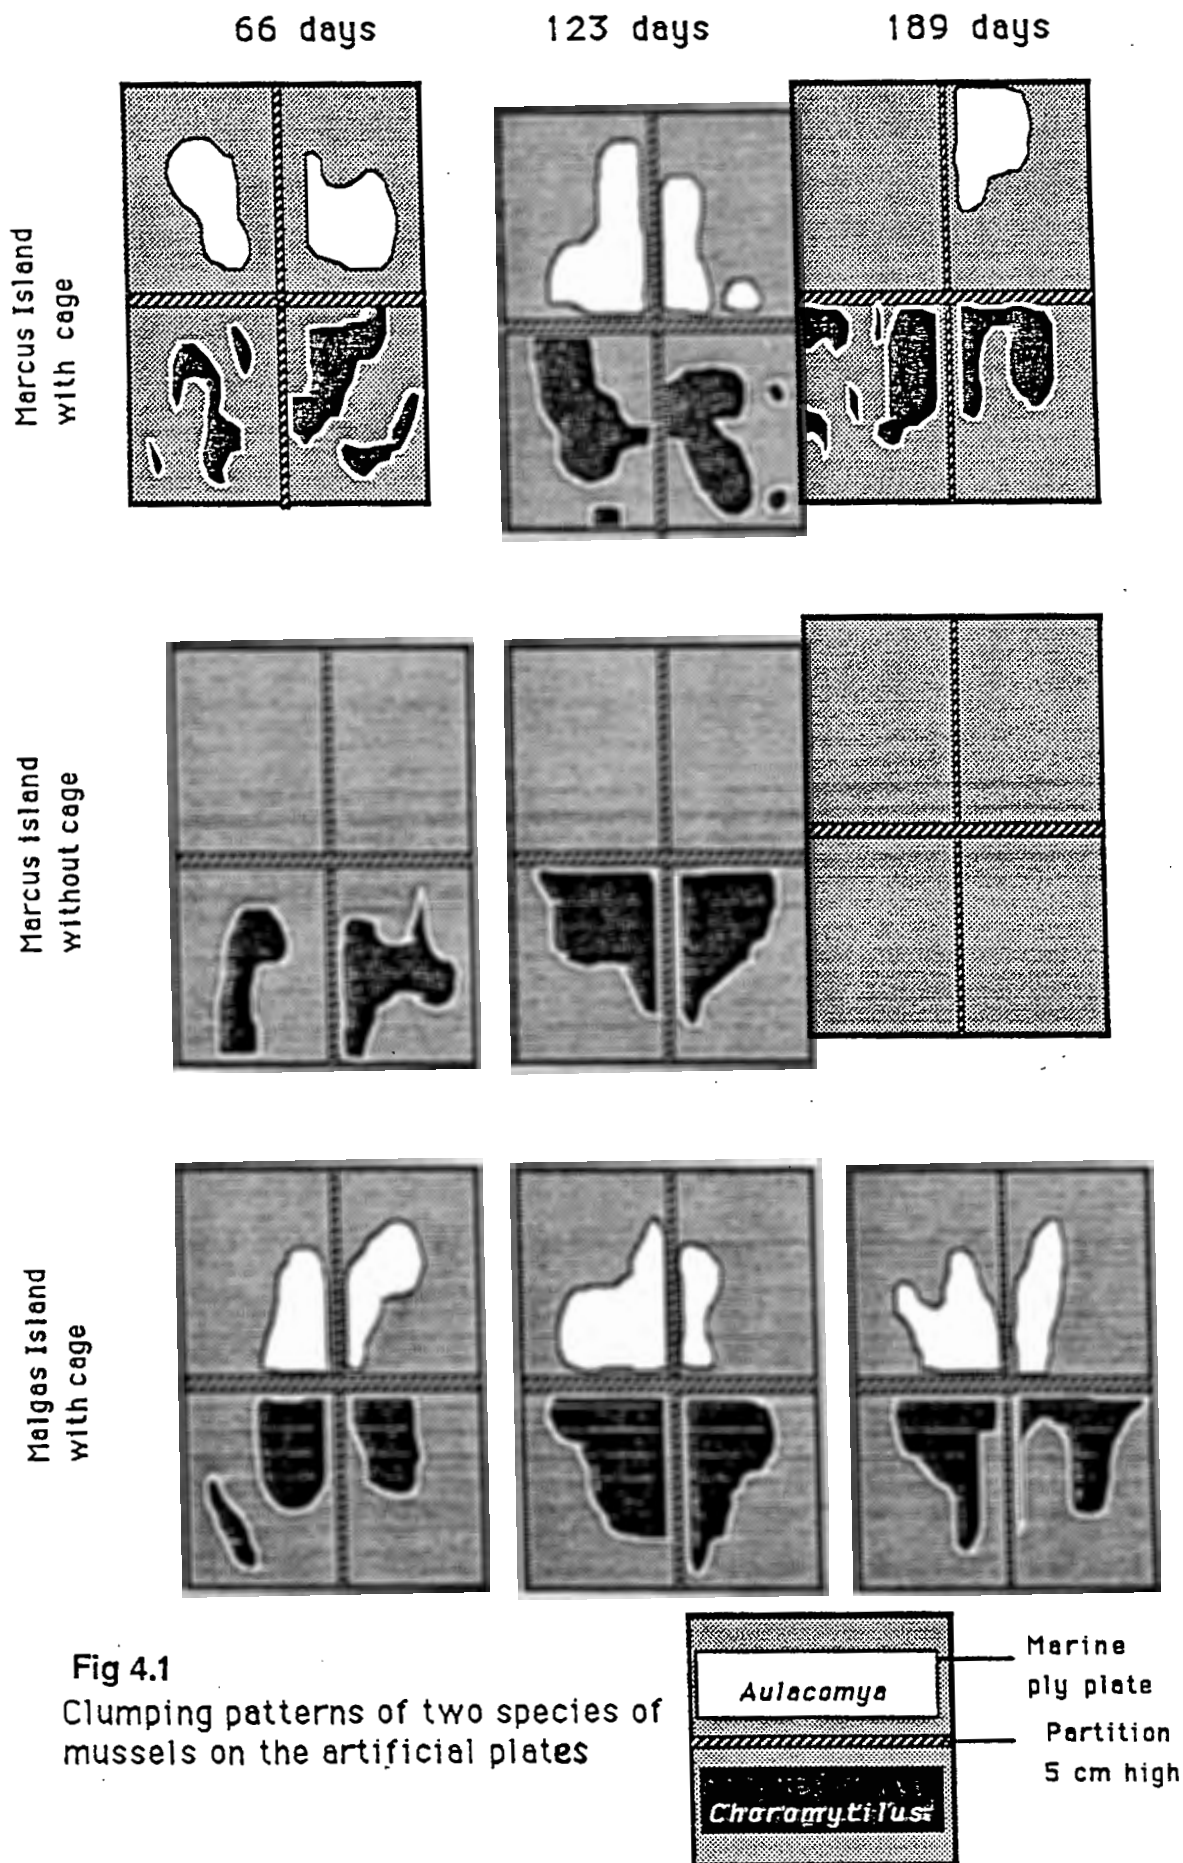 66 days
123 days
189 days
Marcus Island
with cage
Marcus island
without cage
Malgas Island
with cage
Fig 4.1
Clumping patterns of two species of
mussels on the artificial plates
Aulacomya
Choromytilus
Marine
ply plate
Partition
5 cm high